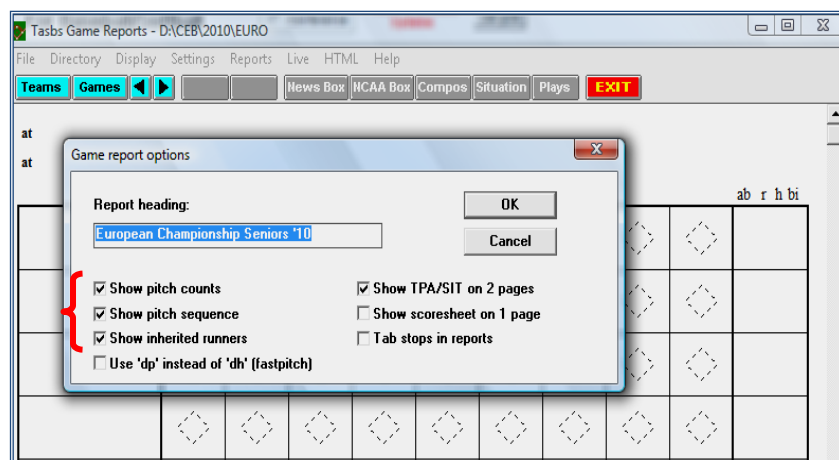 Tasbs Game Reports - D:\CEB\2010\EURO
File Directory Display Settings Reports Live HTML Help
Teams Games News Box NCAA Box Compos Situation Plays EXIT
at
at
Game report options
ab r h bi
Report heading:
European Championship Seniors '10
OK
Cancel
Show pitch counts
Show TPA/SIT on 2 pages
Show pitch sequence
Show scoresheet on 1 page
Show inherited runners
Tab stops in reports
Use 'dp' instead of 'dh' (fastpitch)